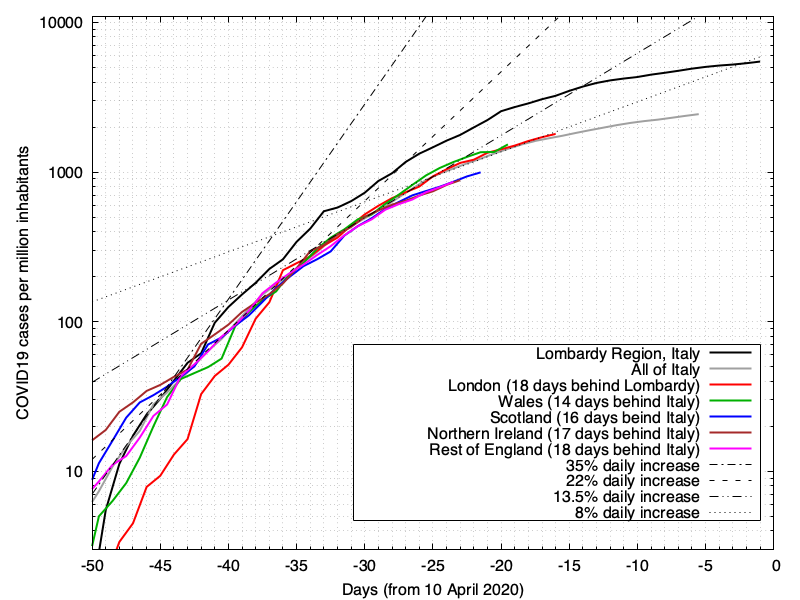 10000
1000
100
10
COVID19 cases per million inhabitants
Lombardy Region, Italy
All of Italy
London (18 days behind Lombardy)
Wales (14 days behind Italy)
Scotland (16 days beind Italy)
Northern Ireland (17 days behind Italy)
Rest of England (18 days behind Italy)
35% daily increase
22% daily increase
13.5% daily increase
8% daily increase
-50 -45 -40 -35 -30 -25 -20 -15 -10 -5 0
Days (from 10 April 2020)